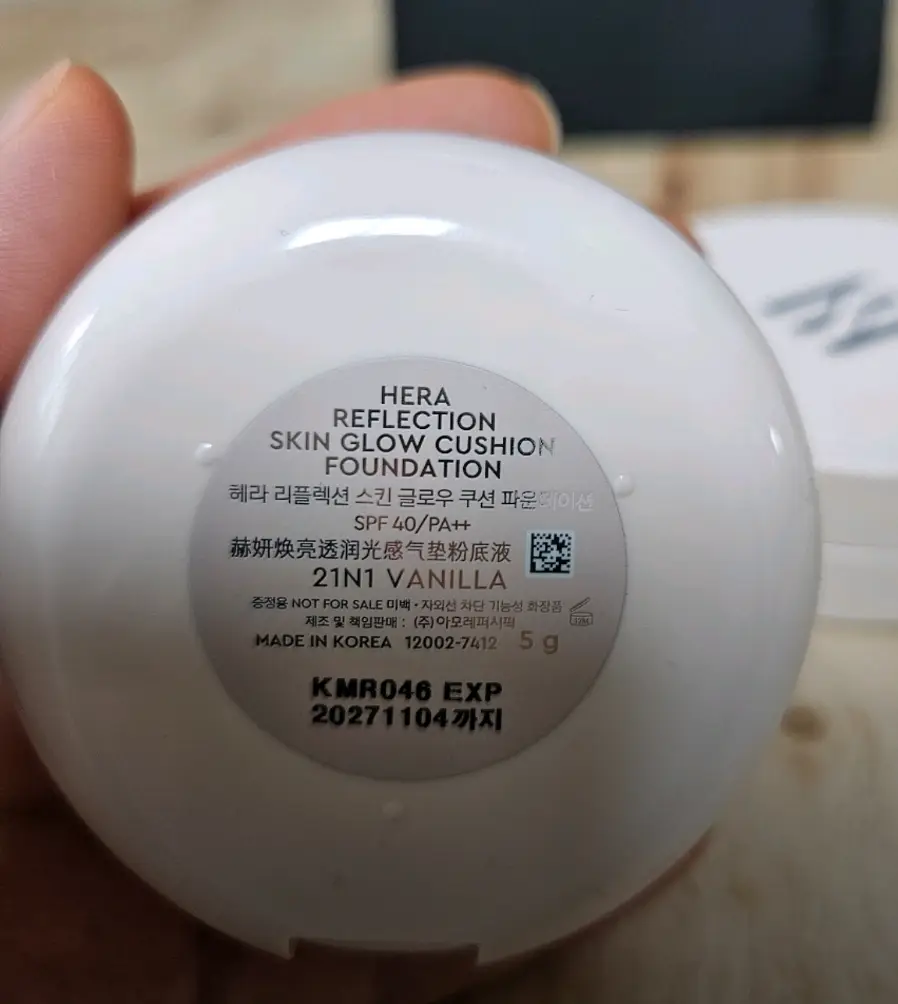 HERA
REFLECTION
SKIN GLOW CUSHION
FOUNDATION
헤라 리플렉션 스킨 글로우 쿠션 파운데이션
SPF 40/PA++
赫妍焕亮透润光感气垫粉底液
21N1 VANILLA
증정용 NOT FOR SALE 미백 • 자외선 차단 기능성 화장품
제조 및 책임판매 : (주)아모레퍼시픽
MADE IN KOREA 12002-7412 5 g
KMR046 EXP
20271104까지